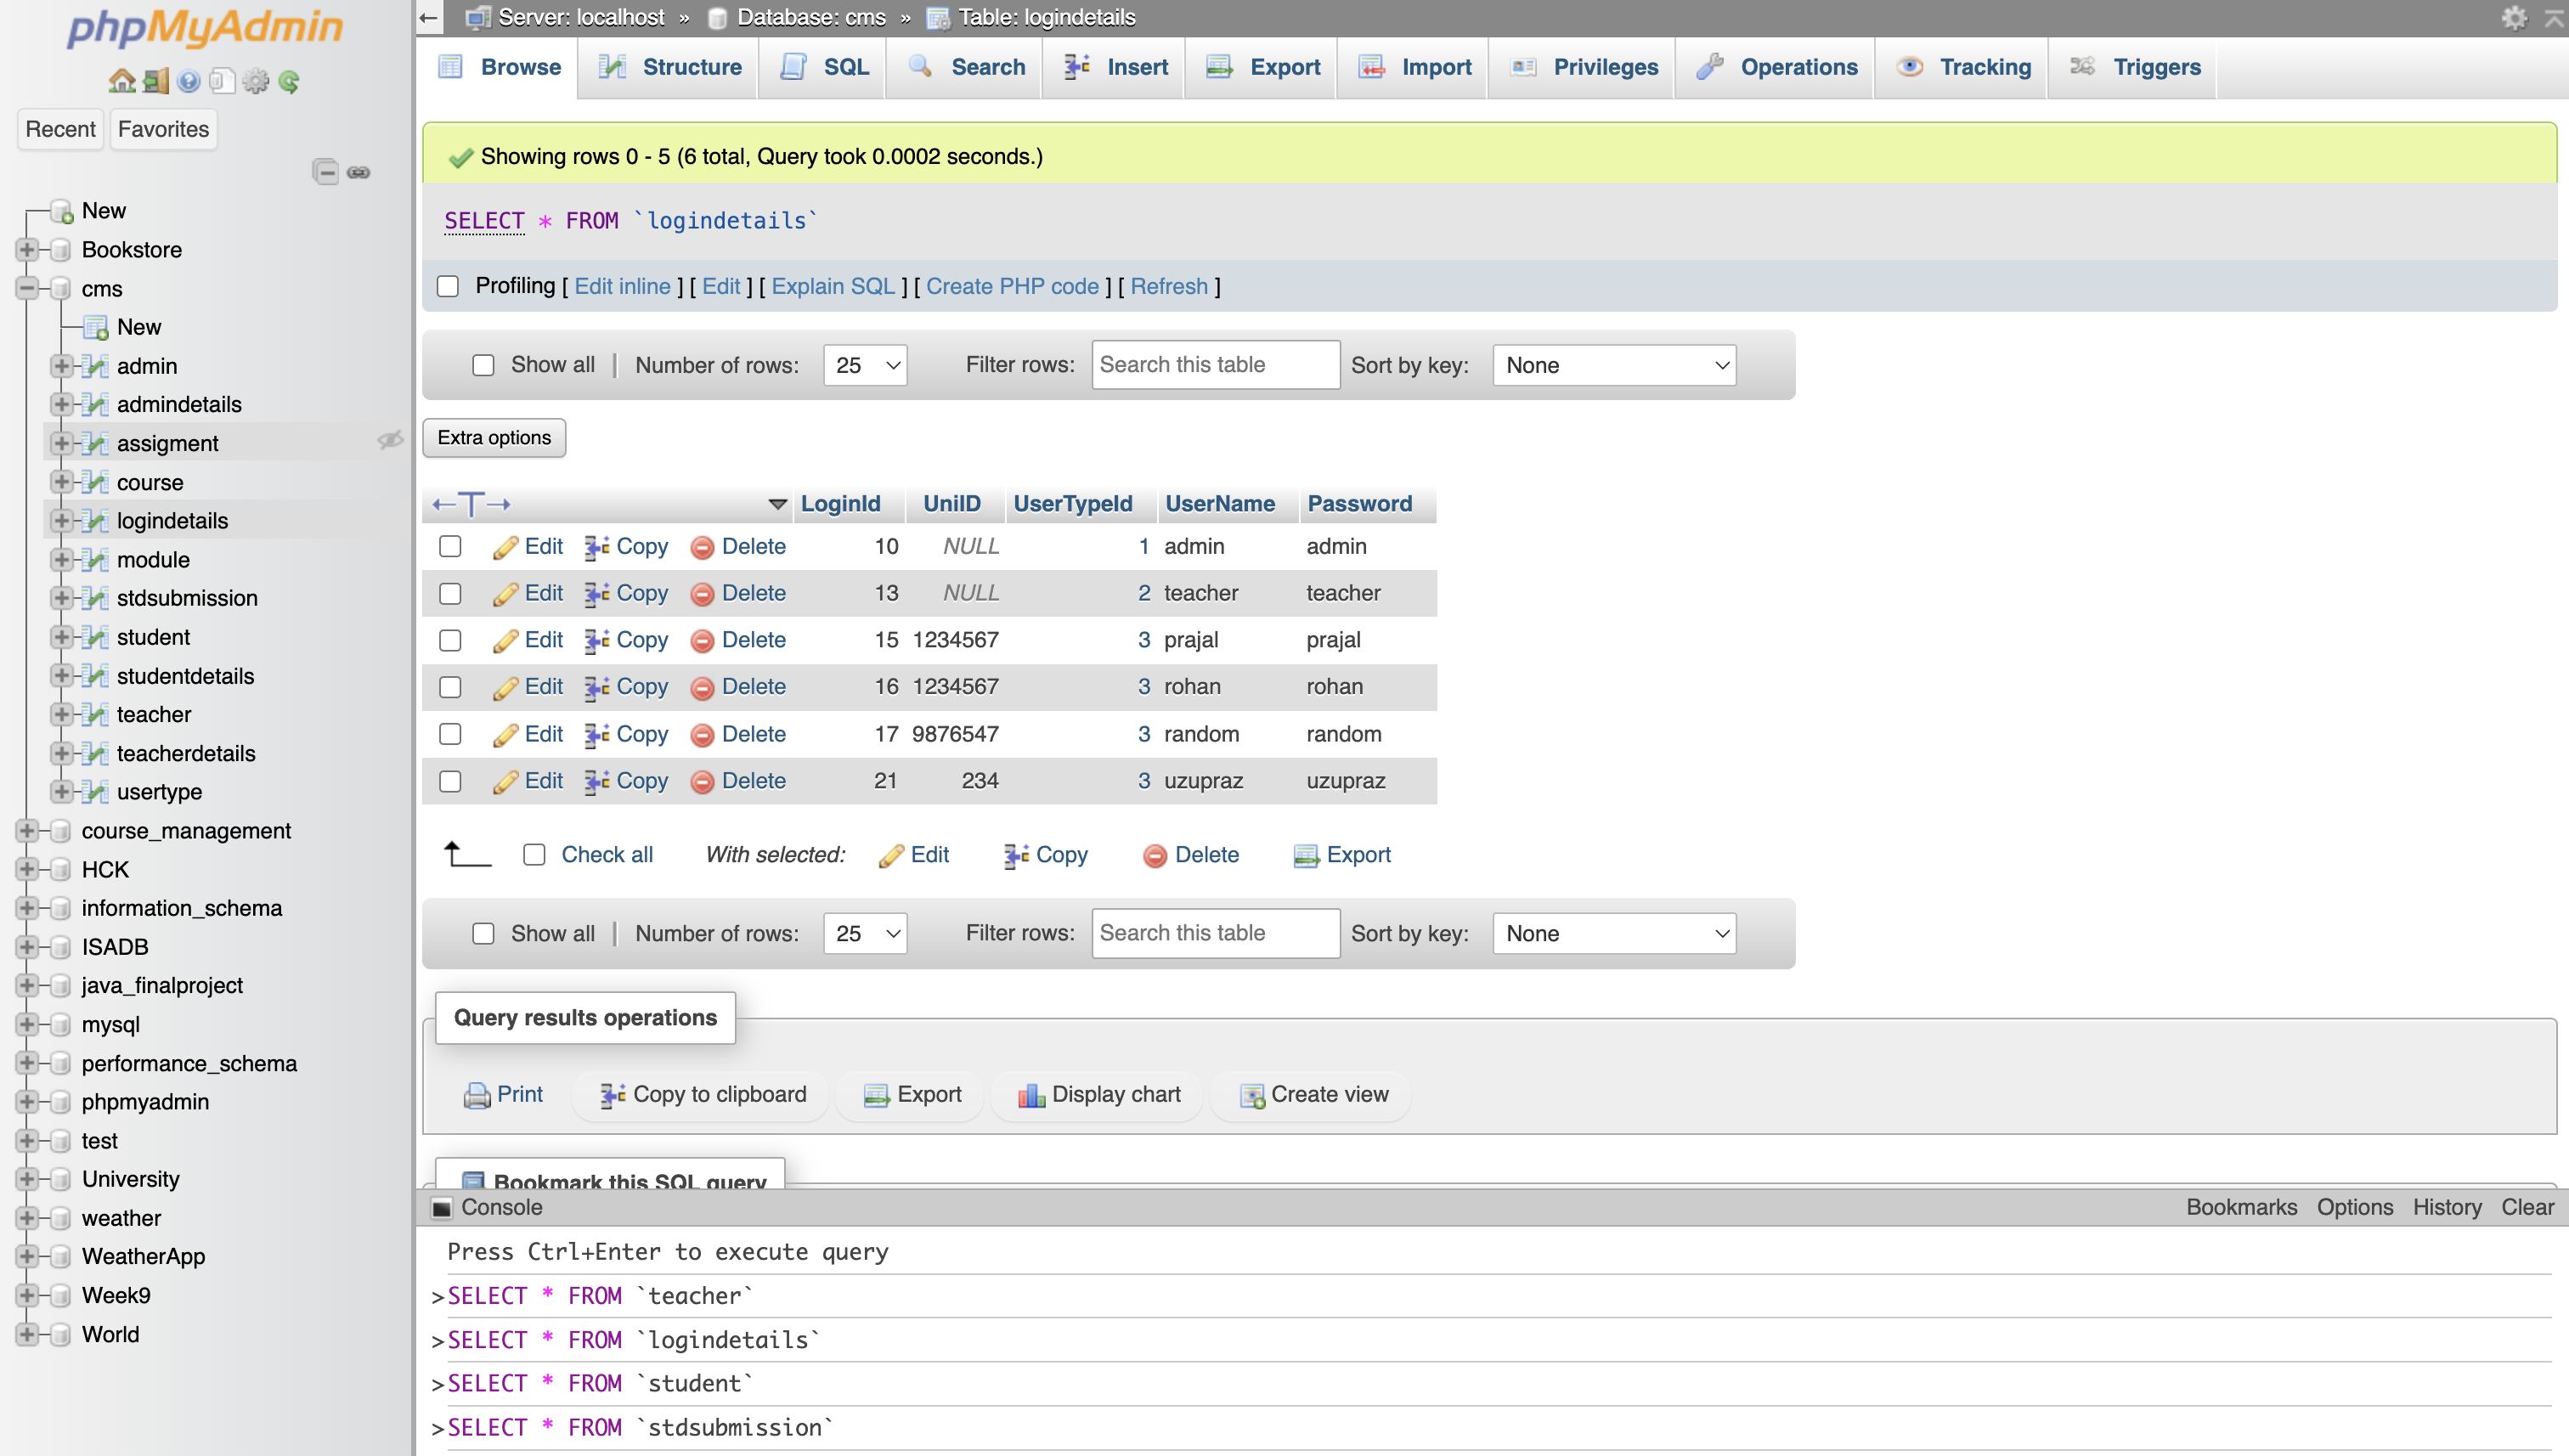 phpMyAdmin
Recent Favorites
New
Bookstore
cms
New
admin
admindetails
assigment
course
logindetails
module
stdsubmission
student
studentdetails
teacher
teacherdetails
usertype
course_management
HCK
information_schema
ISADB
java_finalproject
mysql
performance_schema
phpmyadmin
test
University
weather
WeatherApp
Week9
World
Server: localhost » Database: cms » Table: logindetails
Browse Structure SQL Search Insert Export Import Privileges Operations Tracking Triggers
Showing rows 0 - 5 (6 total, Query took 0.0002 seconds.)
SELECT * FROM `logindetails`
Profiling [ Edit inline ] [ Edit ] [ Explain SQL ] [ Create PHP code ] [ Refresh ]
Show all | Number of rows: 25 Filter rows: Search this table Sort by key: None
Extra options
←T→ LoginId UniID UserTypeId UserName Password
Edit Copy Delete 10 NULL 1 admin admin
Edit Copy Delete 13 NULL 2 teacher teacher
Edit Copy Delete 15 1234567 3 prajal prajal
Edit Copy Delete 16 1234567 3 rohan rohan
Edit Copy Delete 17 9876547 3 random random
Edit Copy Delete 21 234 3 uzupraz uzupraz
Check all With selected: Edit Copy Delete Export
Show all | Number of rows: 25 Filter rows: Search this table Sort by key: None
Query results operations
Print Copy to clipboard Export Display chart Create view
Bookmark this SQL query
Console Bookmarks Options History Clear
Press Ctrl+Enter to execute query
>SELECT * FROM `teacher`
>SELECT * FROM `logindetails`
>SELECT * FROM `student`
>SELECT * FROM `stdsubmission`